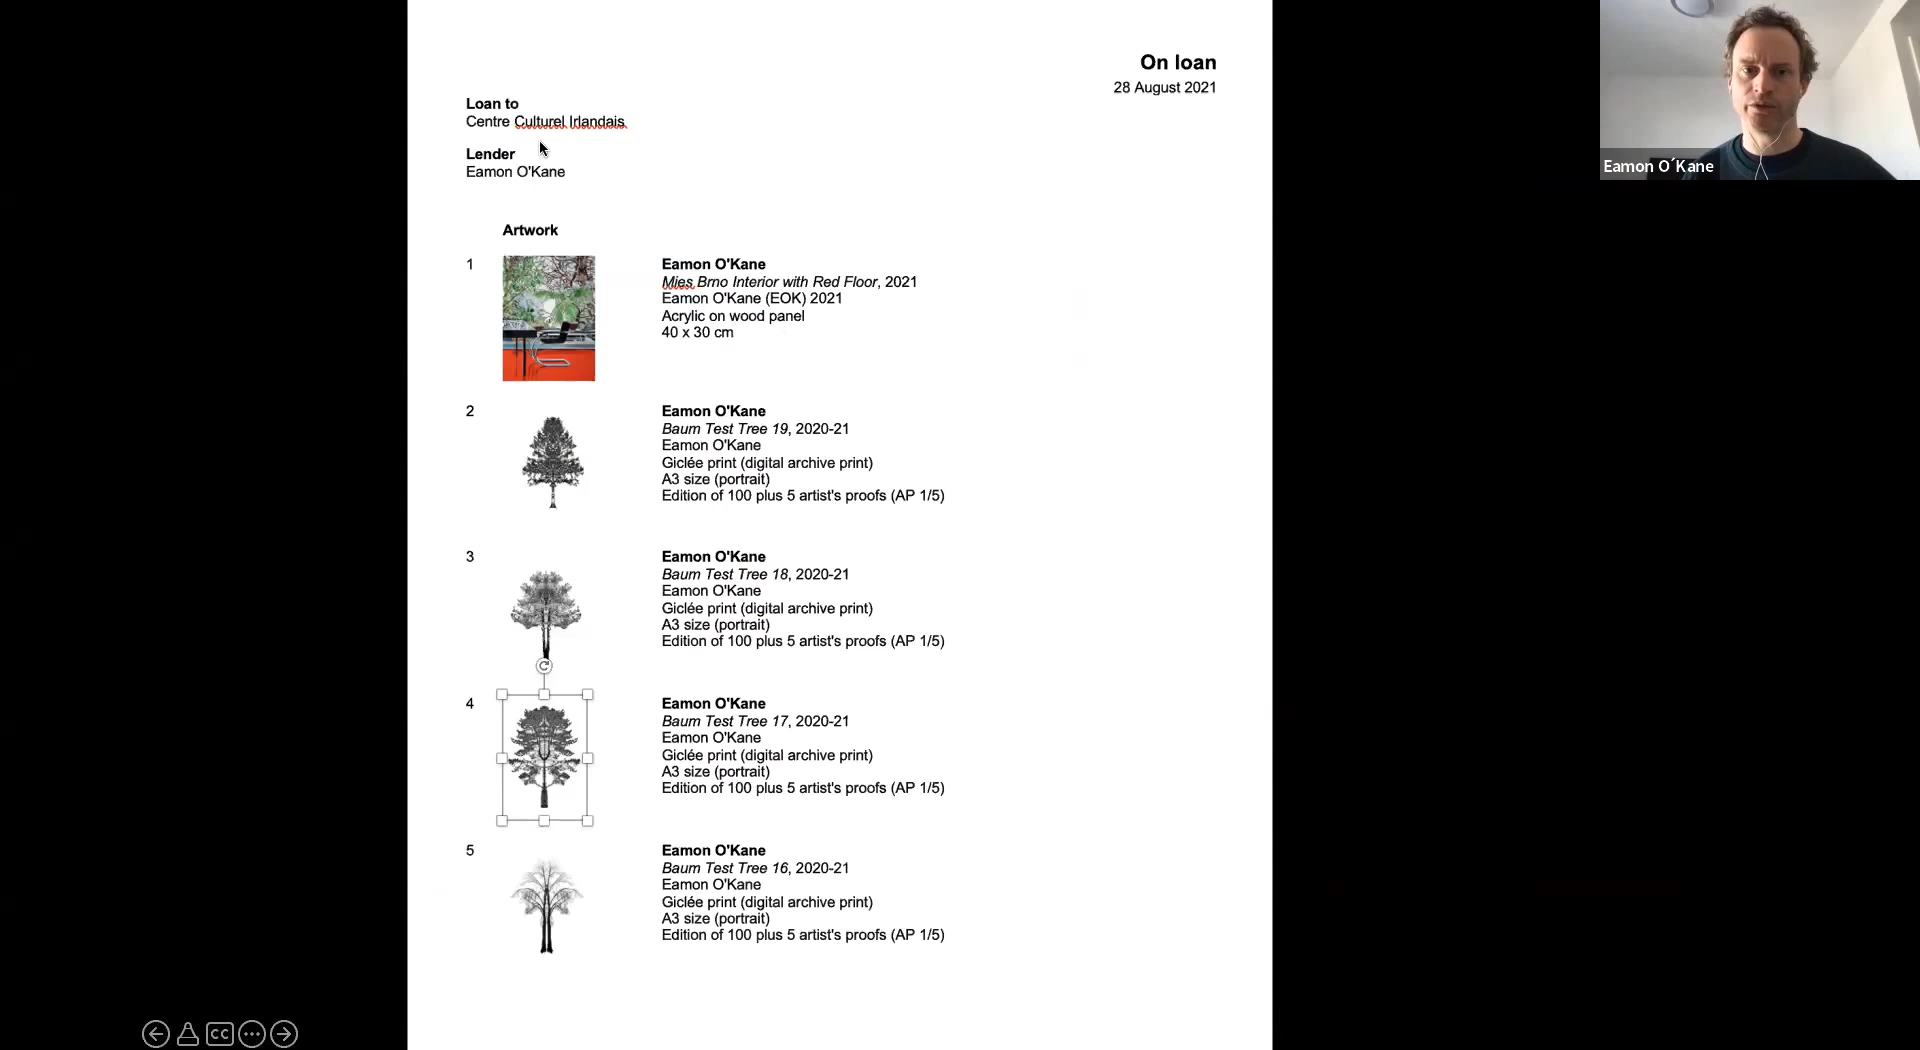 On loan
28 August 2021
Loan to
Centre Culturel Irlandais
Lender
Eamon O'Kane
Artwork
1
Eamon O'Kane
Mies Brno Interior with Red Floor, 2021
Eamon O'Kane (EOK) 2021
Acrylic on wood panel
40 x 30 cm
2
Eamon O'Kane
Baum Test Tree 19, 2020-21
Eamon O'Kane
Giclée print (digital archive print)
A3 size (portrait)
Edition of 100 plus 5 artist's proofs (AP 1/5)
3
Eamon O'Kane
Baum Test Tree 18, 2020-21
Eamon O'Kane
Giclée print (digital archive print)
A3 size (portrait)
Edition of 100 plus 5 artist's proofs (AP 1/5)
4
Eamon O'Kane
Baum Test Tree 17, 2020-21
Eamon O'Kane
Giclée print (digital archive print)
A3 size (portrait)
Edition of 100 plus 5 artist's proofs (AP 1/5)
5
Eamon O'Kane
Baum Test Tree 16, 2020-21
Eamon O'Kane
Giclée print (digital archive print)
A3 size (portrait)
Edition of 100 plus 5 artist's proofs (AP 1/5)
Eamon O´Kane
CC